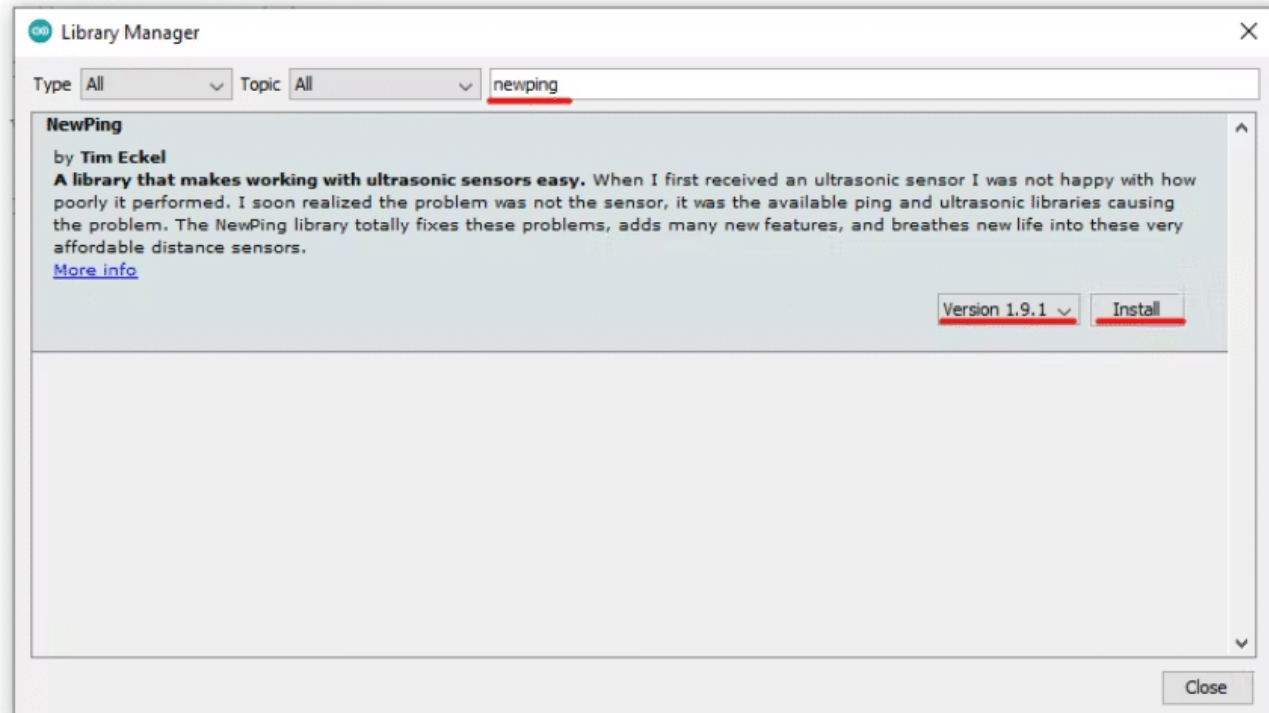 Library Manager
Type All Topic All newping
NewPing
by Tim Eckel
A library that makes working with ultrasonic sensors easy. When I first received an ultrasonic sensor I was not happy with how
poorly it performed. I soon realized the problem was not the sensor, it was the available ping and ultrasonic libraries causing
the problem. The NewPing library totally fixes these problems, adds many new features, and breathes new life into these very
affordable distance sensors.
More info
Version 1.9.1 Install
Close